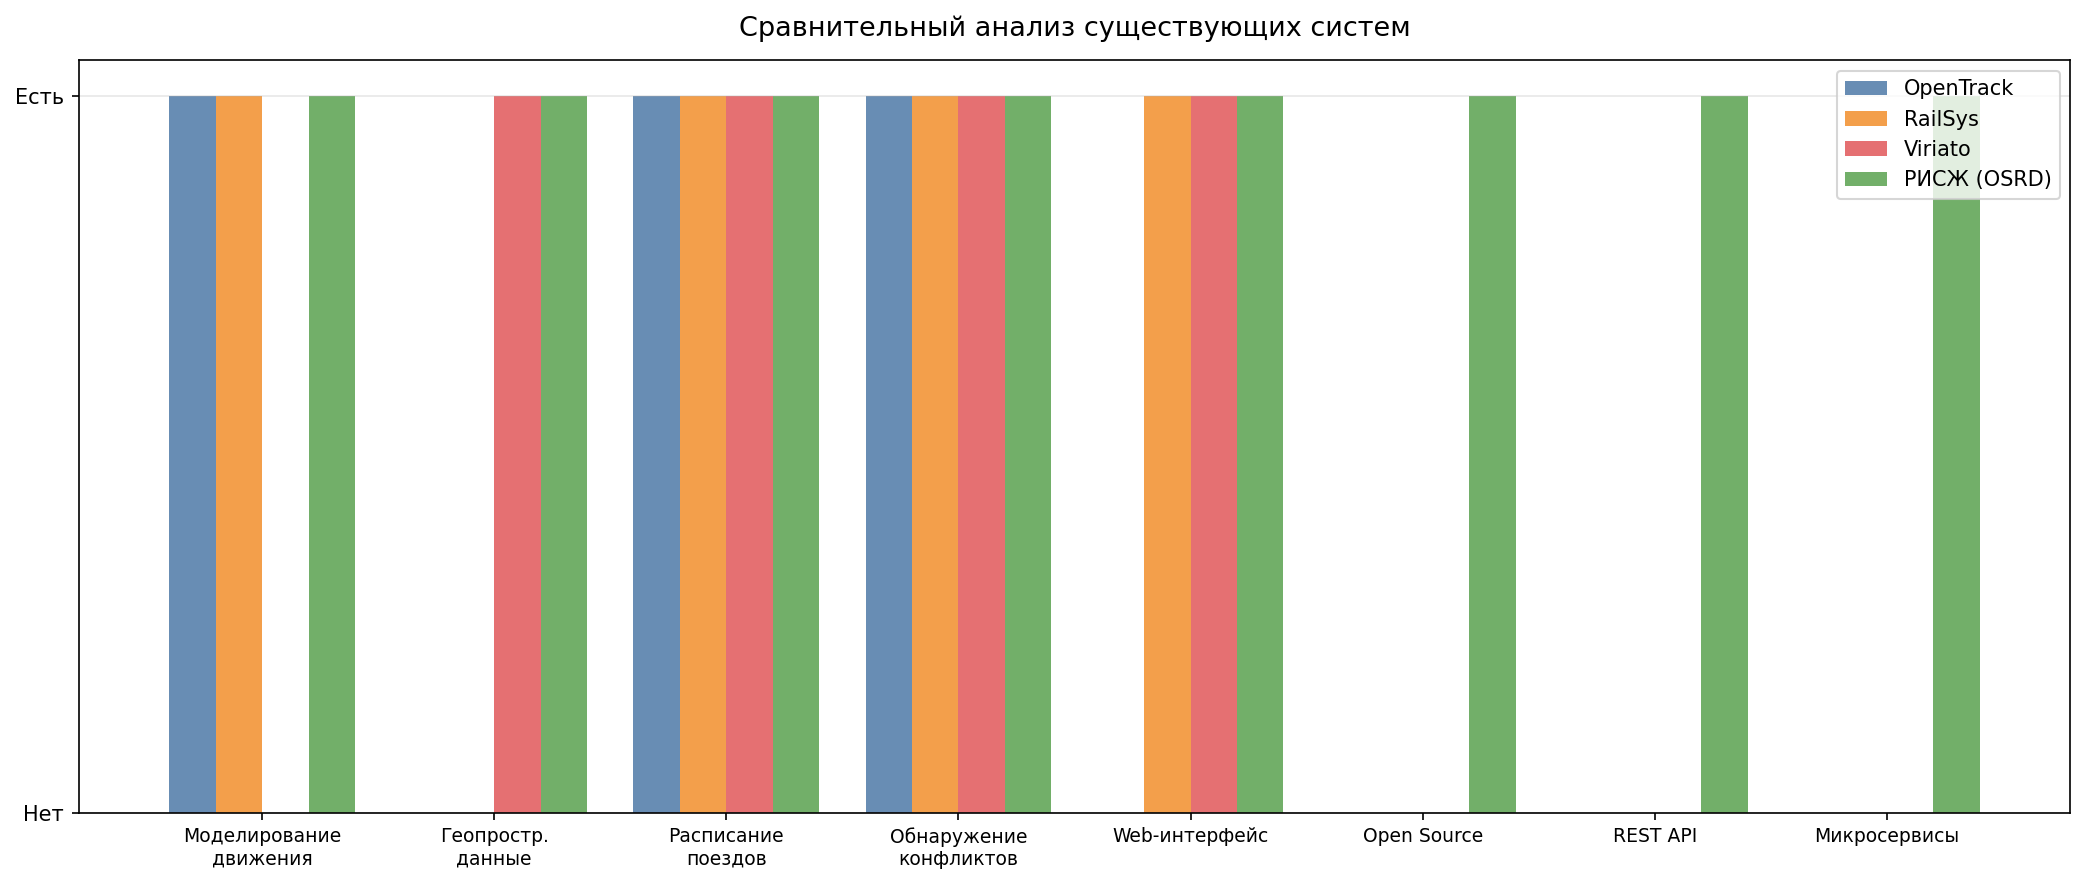 Сравнительный анализ существующих систем
Есть
Нет
OpenTrack
RailSys
Viriato
РИСЖ (OSRD)
Моделирование
движения
Геопростр.
данные
Расписание
поездов
Обнаружение
конфликтов
Web-интерфейс
Open Source
REST API
Микросервисы